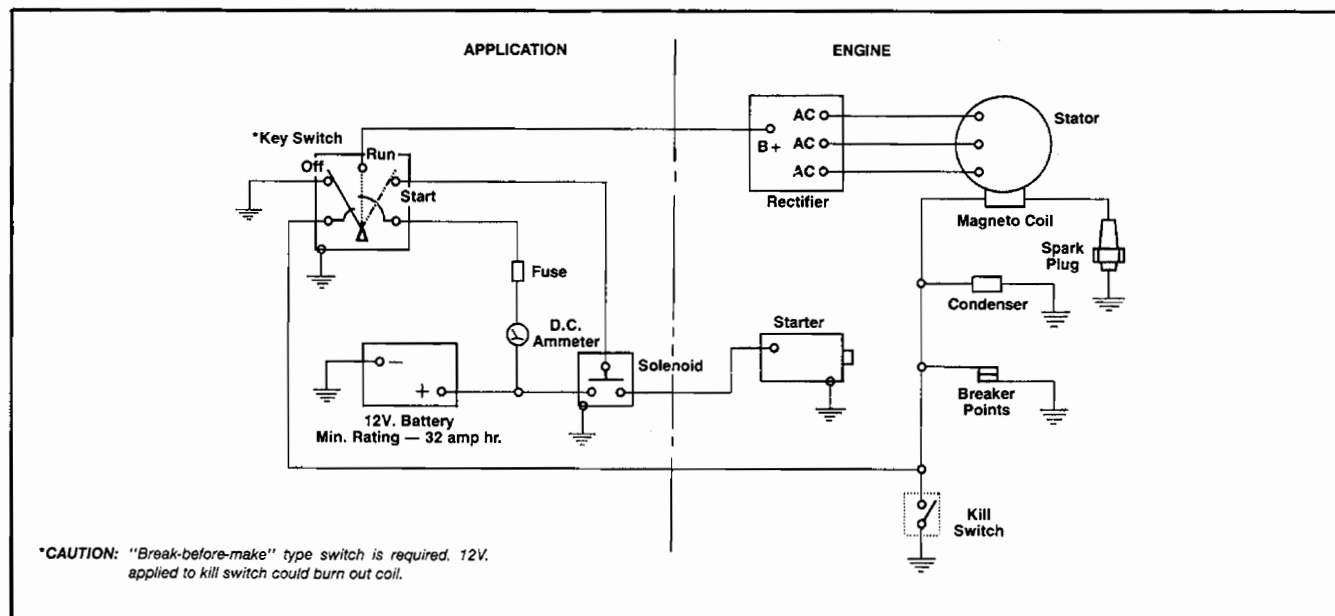 APPLICATION
ENGINE
*Key Switch
Off
Run
Start
B +
AC
AC
AC
Rectifier
Stator
Magneto Coil
Spark
Plug
Condenser
Fuse
D.C.
Ammeter
Solenoid
Starter
Breaker
Points
–
+
12V. Battery
Min. Rating — 32 amp hr.
Kill
Switch
*CAUTION: "Break-before-make" type switch is required. 12V.
applied to kill switch could burn out coil.